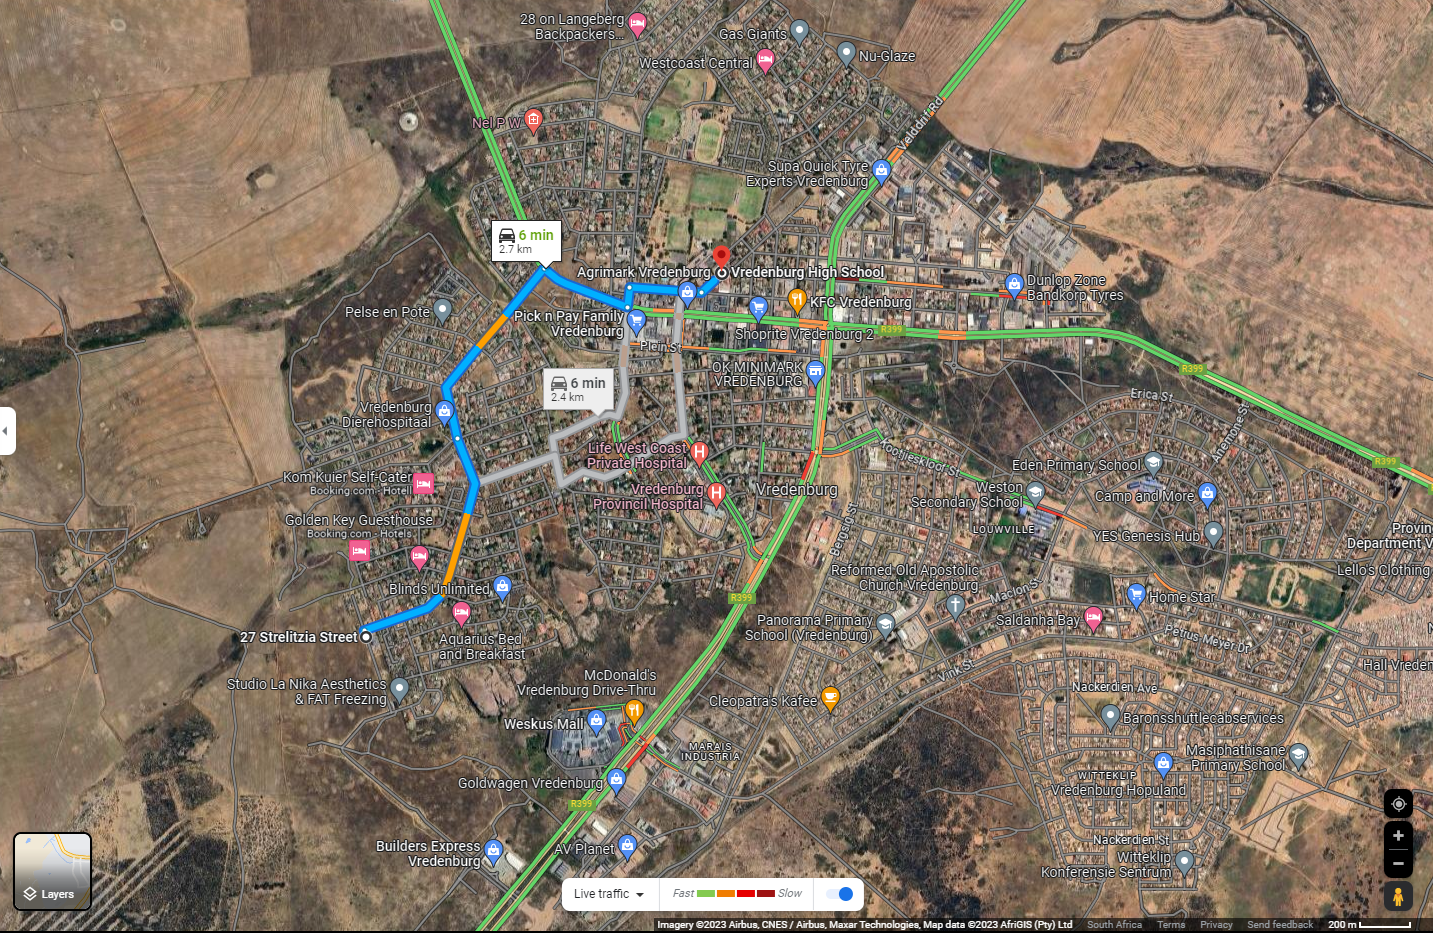 28 on Langeberg
Backpackers...
Gas Giants
Westcoast Central
Nu-Glaze
Nel P W
Velddrif Rd
Supa Quick Tyre
Experts Vredenburg
6 min
2.7 km
Agrimark Vredenburg
Vredenburg High School
Dunlop Zone
Bandkorp Tyres
Pelse en Pote
Pick n Pay Family
Vredenburg
KFC Vredenburg
Shoprite Vredenburg 2
R399
Plein St
OK MINIMARK
VREDENBURG
R399
6 min
2.4 km
Erica St
Anemone St
Vredenburg
Dierehospitaal
Kooitjieskloof St
Life West Coast
Private Hospital
Eden Primary School
R399
Kom Kuier Self-Cater
Booking.com - Hotell
Vredenburg
Provincil Hospital
Vredenburg
Weston
Secondary School
Camp and More
Golden Key Guesthouse
Booking.com - Hotels
Bergsig St
LOUWVILLE
YES Genesis Hub
Provin
Department V
Blinds Unlimited
Reformed Old Apostolic
Church Vredenburg
Lello's Clothing
R399
Maclon St
Home Star
27 Strelitzia Street
Aquarius Bed
and Breakfast
Panorama Primary
School (Vredenburg)
Saldanha Bay
Petrus Meyer Dr
Vink St
Hall Vreden
Studio La Nika Aesthetics
& FAT Freezing
McDonald's
Vredenburg Drive-Thru
Nackerdien Ave
Cleopatra's Kafee
Weskus Mall
Baronsshuttlecabservices
MARAIS
INDUSTRIA
Masiphathisane
Primary School
Goldwagen Vredenburg
WITTEKLIP
Vredenburg Hopuland
R399
Builders Express
Vredenburg
AV Planet
Nackerdien St
Witteklip
Konferensie Sentrum
Layers
Live traffic
Fast
Slow
Imagery ©2023 Airbus, CNES / Airbus, Maxar Technologies, Map data ©2023 AfriGIS (Pty) Ltd South Africa Terms Privacy Send feedback 200 m